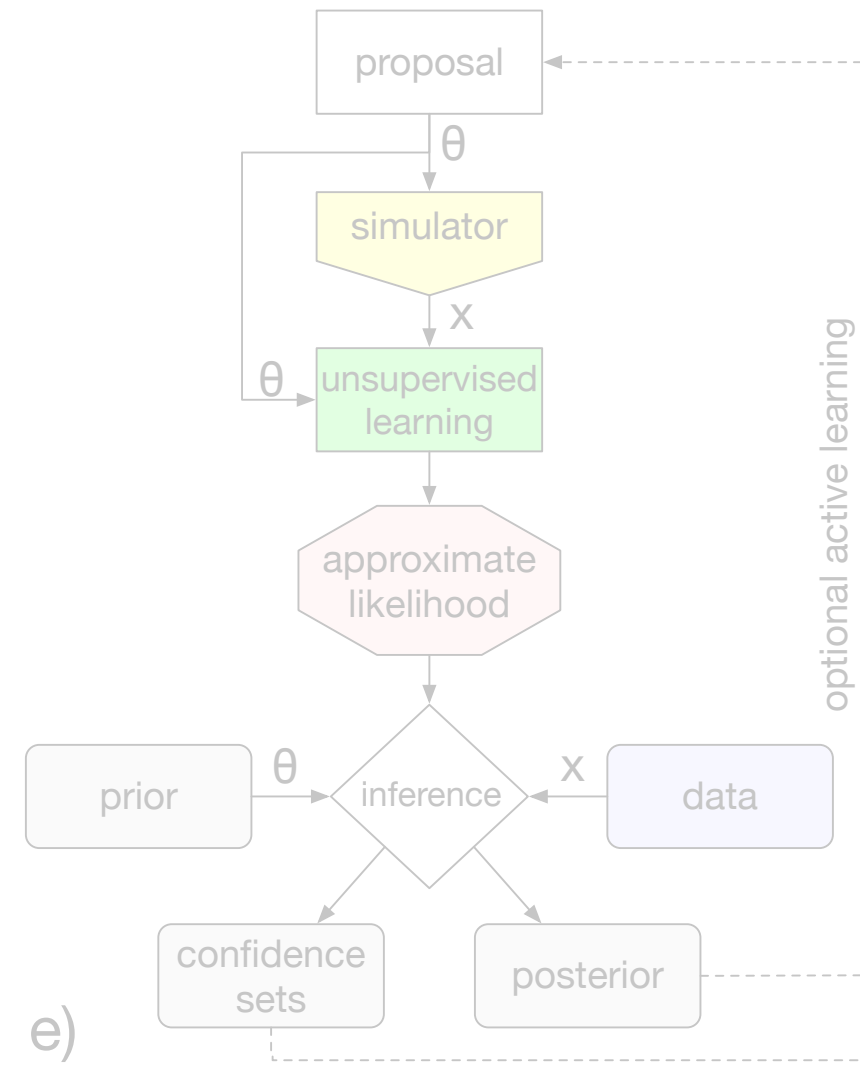 proposal
θ
simulator
x
θ
unsupervised
learning
optional active learning
approximate
likelihood
prior
θ
inference
x
data
confidence
sets
posterior
e)